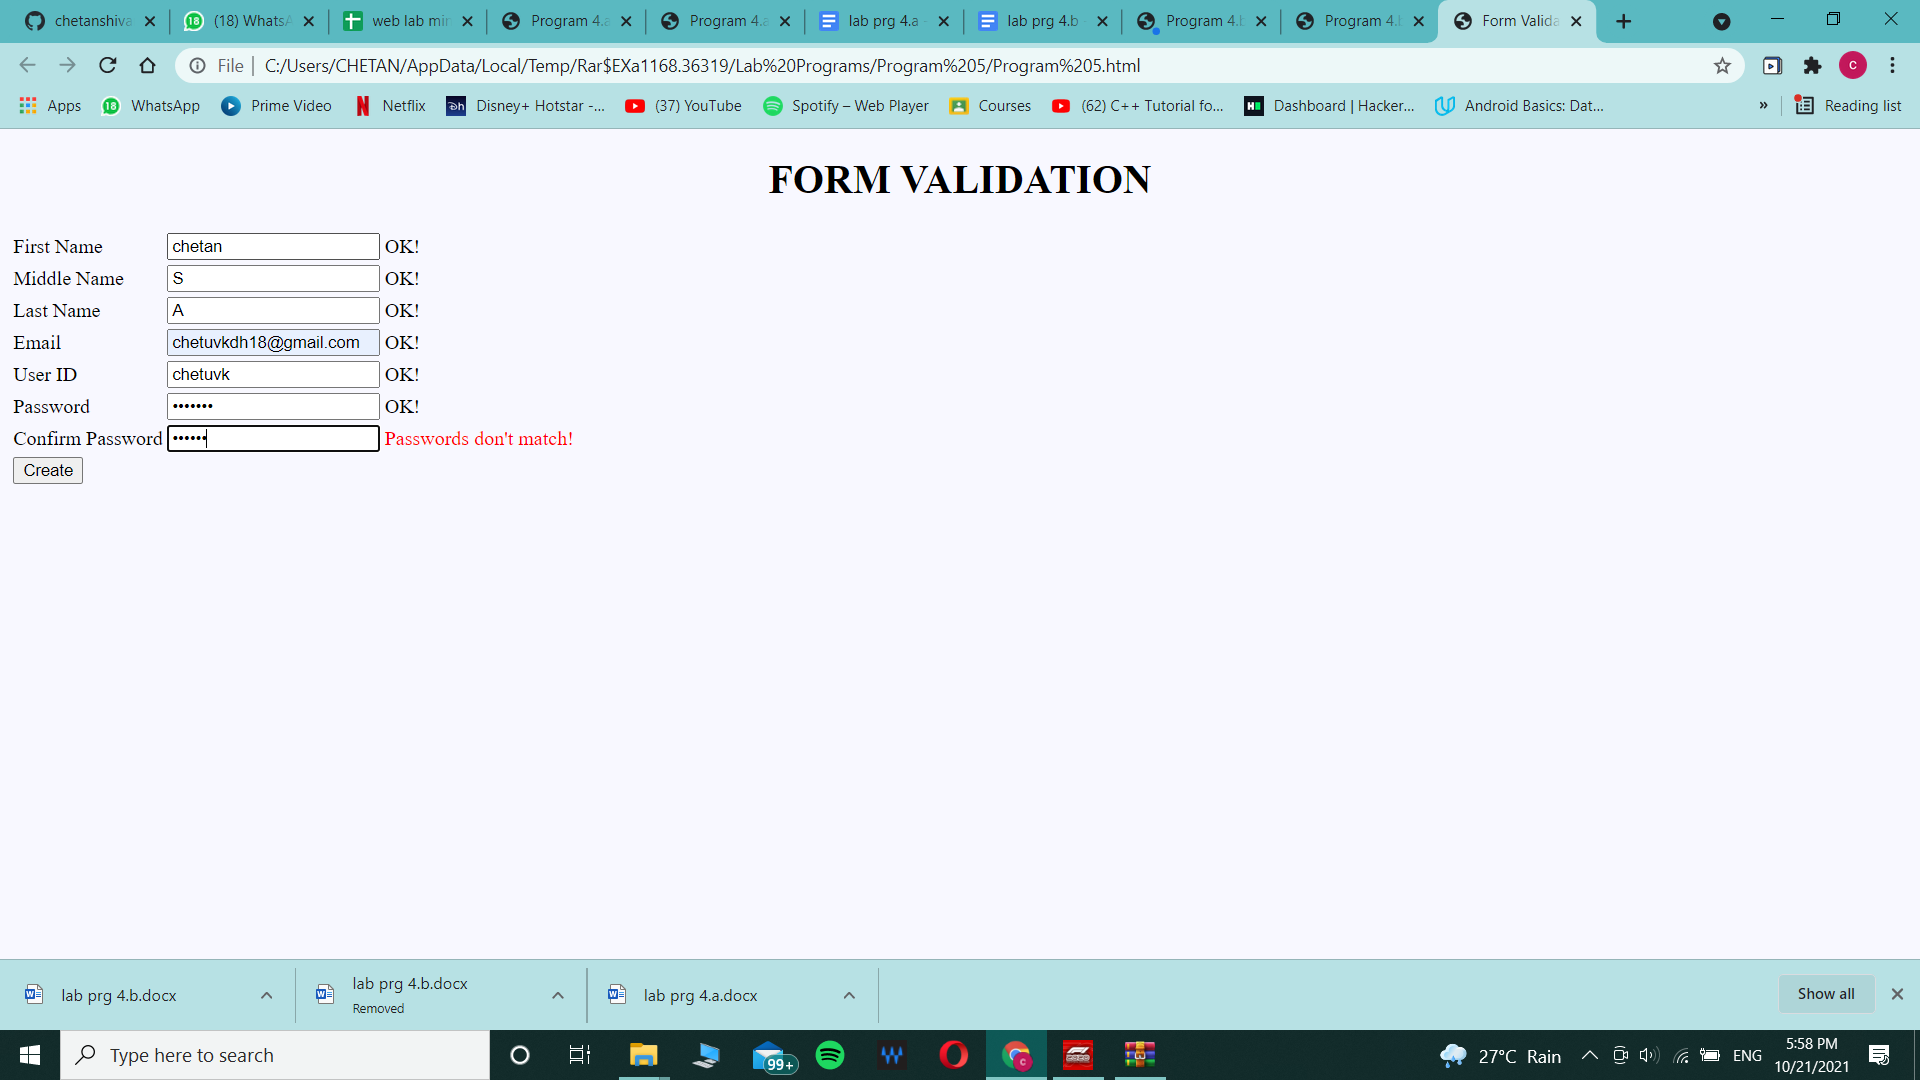 chetanshiva
(18) WhatsA
web lab min
Program 4.a
Program 4.a
lab prg 4.a -
lab prg 4.b -
Program 4.b
Program 4.b
Form Valida
File
C:/Users/CHETAN/AppData/Local/Temp/Rar$EXa1168.36319/Lab%20Programs/Program%205/Program%205.html
c
Apps
18 WhatsApp
Prime Video
Netflix
Disney+ Hotstar -...
(37) YouTube
Spotify – Web Player
Courses
(62) C++ Tutorial fo...
Dashboard | Hacker...
Android Basics: Dat...
»
Reading list
FORM VALIDATION
First Name chetan OK!
Middle Name S OK!
Last Name A OK!
Email chetuvkdh18@gmail.com OK!
User ID chetuvk OK!
Password ••••••• OK!
Confirm Password •••••• Passwords don't match!
Create
lab prg 4.b.docx
lab prg 4.b.docx
Removed
lab prg 4.a.docx
Show all
Type here to search
99+
27°C Rain
ENG
5:58 PM
10/21/2021